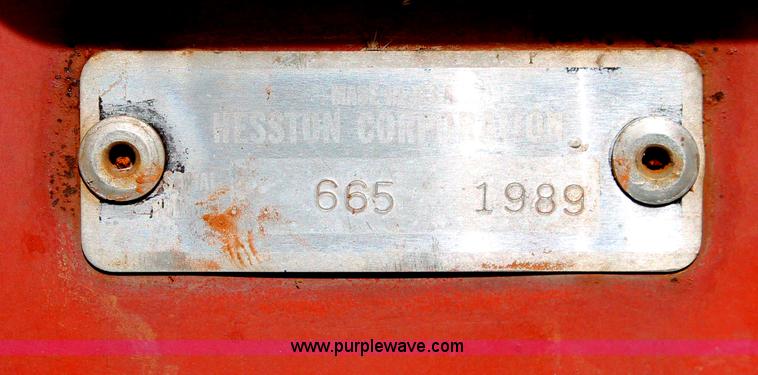 HESSTON CORPORATION
665 1989
www.purplewave.com